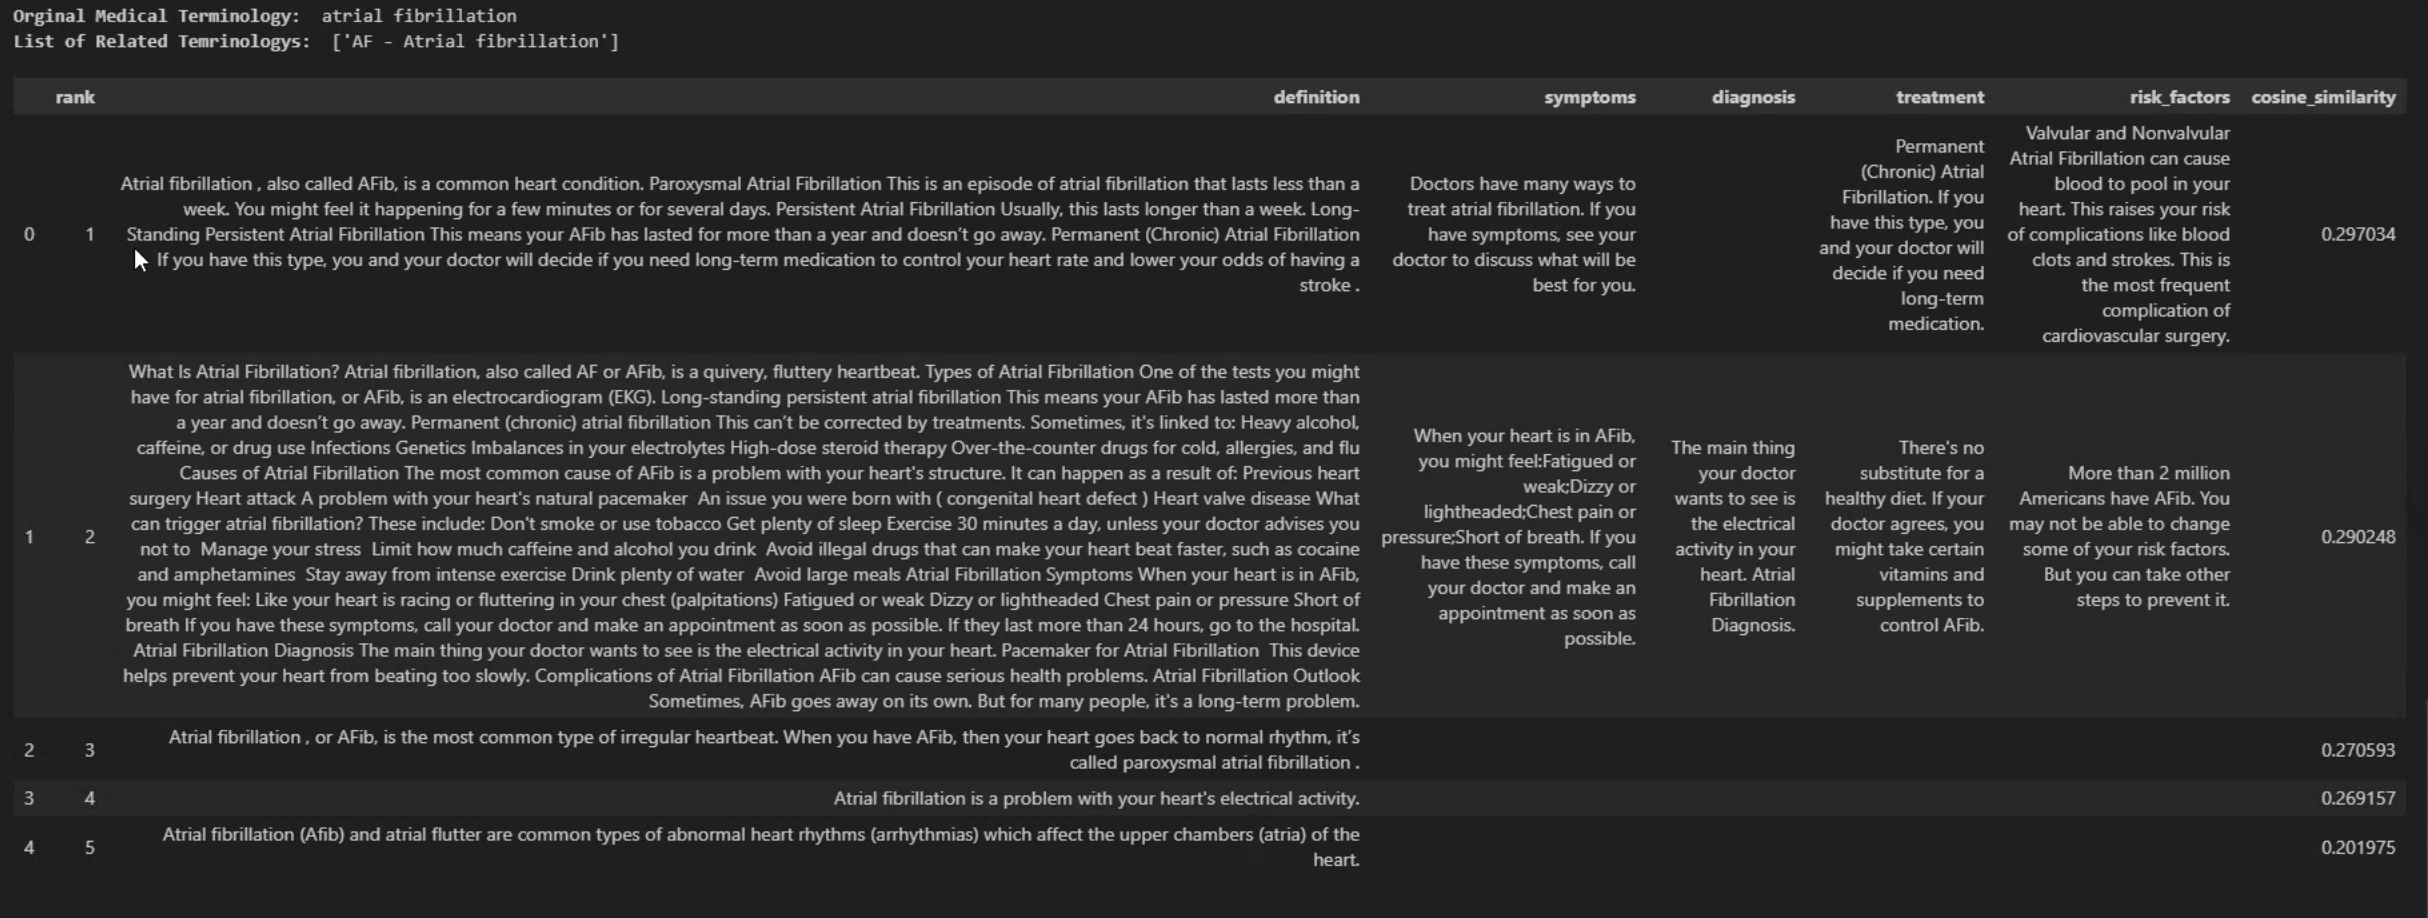 Orginal Medical Terminology: atrial fibrillation
List of Related Temrinologys: ['AF - Atrial fibrillation']
rank definition symptoms diagnosis treatment risk_factors cosine_similarity
0 1
Atrial fibrillation , also called AFib, is a common heart condition. Paroxysmal Atrial Fibrillation This is an episode of atrial fibrillation that lasts less than a
week. You might feel it happening for a few minutes or for several days. Persistent Atrial Fibrillation Usually, this lasts longer than a week. Long-
Standing Persistent Atrial Fibrillation This means your AFib has lasted for more than a year and doesn't go away. Permanent (Chronic) Atrial Fibrillation
If you have this type, you and your doctor will decide if you need long-term medication to control your heart rate and lower your odds of having a
stroke .
Doctors have many ways to
treat atrial fibrillation. If you
have symptoms, see your
doctor to discuss what will be
best for you.
Permanent
(Chronic) Atrial
Fibrillation. If you
have this type, you
and your doctor will
decide if you need
long-term
medication.
Valvular and Nonvalvular
Atrial Fibrillation can cause
blood to pool in your
heart. This raises your risk
of complications like blood
clots and strokes. This is
the most frequent
complication of
cardiovascular surgery.
0.297034
1 2
What Is Atrial Fibrillation? Atrial fibrillation, also called AF or AFib, is a quivery, fluttery heartbeat. Types of Atrial Fibrillation One of the tests you might
have for atrial fibrillation, or AFib, is an electrocardiogram (EKG). Long-standing persistent atrial fibrillation This means your AFib has lasted more than
a year and doesn't go away. Permanent (chronic) atrial fibrillation This can't be corrected by treatments. Sometimes, it's linked to: Heavy alcohol,
caffeine, or drug use Infections Genetics Imbalances in your electrolytes High-dose steroid therapy Over-the-counter drugs for cold, allergies, and flu
Causes of Atrial Fibrillation The most common cause of AFib is a problem with your heart's structure. It can happen as a result of: Previous heart
surgery Heart attack A problem with your heart's natural pacemaker An issue you were born with ( congenital heart defect ) Heart valve disease What
can trigger atrial fibrillation? These include: Don't smoke or use tobacco Get plenty of sleep Exercise 30 minutes a day, unless your doctor advises you
not to Manage your stress Limit how much caffeine and alcohol you drink Avoid illegal drugs that can make your heart beat faster, such as cocaine
and amphetamines Stay away from intense exercise Drink plenty of water Avoid large meals Atrial Fibrillation Symptoms When your heart is in AFib,
you might feel: Like your heart is racing or fluttering in your chest (palpitations) Fatigued or weak Dizzy or lightheaded Chest pain or pressure Short of
breath If you have these symptoms, call your doctor and make an appointment as soon as possible. If they last more than 24 hours, go to the hospital.
Atrial Fibrillation Diagnosis The main thing your doctor wants to see is the electrical activity in your heart. Pacemaker for Atrial Fibrillation This device
helps prevent your heart from beating too slowly. Complications of Atrial Fibrillation AFib can cause serious health problems. Atrial Fibrillation Outlook
Sometimes, AFib goes away on its own. But for many people, it's a long-term problem.
When your heart is in AFib,
you might feel:Fatigued or
weak;Dizzy or
lightheaded;Chest pain or
pressure;Short of breath. If you
have these symptoms, call
your doctor and make an
appointment as soon as
possible.
The main thing
your doctor
wants to see is
the electrical
activity in your
heart. Atrial
Fibrillation
Diagnosis.
There's no
substitute for a
healthy diet. If your
doctor agrees, you
might take certain
vitamins and
supplements to
control AFib.
More than 2 million
Americans have AFib. You
may not be able to change
some of your risk factors.
But you can take other
steps to prevent it.
0.290248
2 3
Atrial fibrillation , or AFib, is the most common type of irregular heartbeat. When you have AFib, then your heart goes back to normal rhythm, it's
called paroxysmal atrial fibrillation .
0.270593
3 4
Atrial fibrillation is a problem with your heart's electrical activity.
0.269157
4 5
Atrial fibrillation (Afib) and atrial flutter are common types of abnormal heart rhythms (arrhythmias) which affect the upper chambers (atria) of the
heart.
0.201975